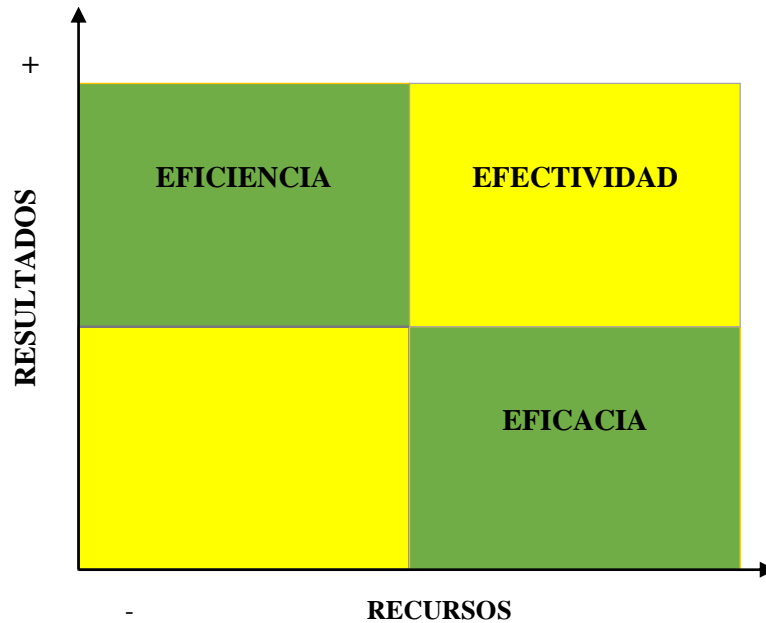 +
EFICIENCIA
EFECTIVIDAD
RESULTADOS
EFICACIA
-
RECURSOS